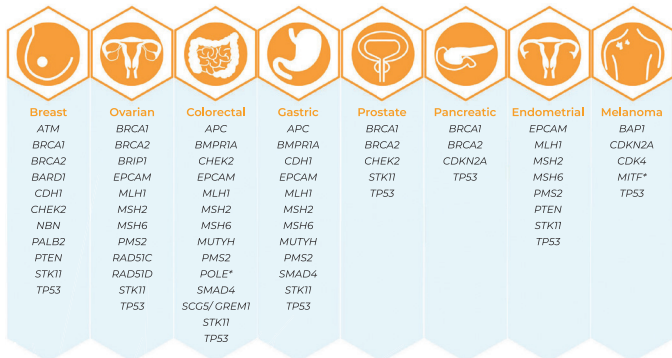 Breast
ATM
BRCA1
BRCA2
BARD1
CDH1
CHEK2
NBN
PALB2
PTEN
STK11
TP53
Ovarian
BRCA1
BRCA2
BRIP1
EPCAM
MLH1
MSH2
MSH6
PMS2
RAD51C
RAD51D
STK11
TP53
Colorectal
APC
BMPR1A
CHEK2
EPCAM
MLH1
MSH2
MSH6
MUTYH
PMS2
POLE*
SMAD4
SCG5/ GREM1
STK11
TP53
Gastric
APC
BMPR1A
CDH1
EPCAM
MLH1
MSH2
MSH6
MUTYH
PMS2
SMAD4
STK11
TP53
Prostate
BRCA1
BRCA2
CHEK2
STK11
TP53
Pancreatic
BRCA1
BRCA2
CDKN2A
TP53
Endometrial
EPCAM
MLH1
MSH2
MSH6
PMS2
PTEN
STK11
TP53
Melanoma
BAP1
CDKN2A
CDK4
MITF*
TP53